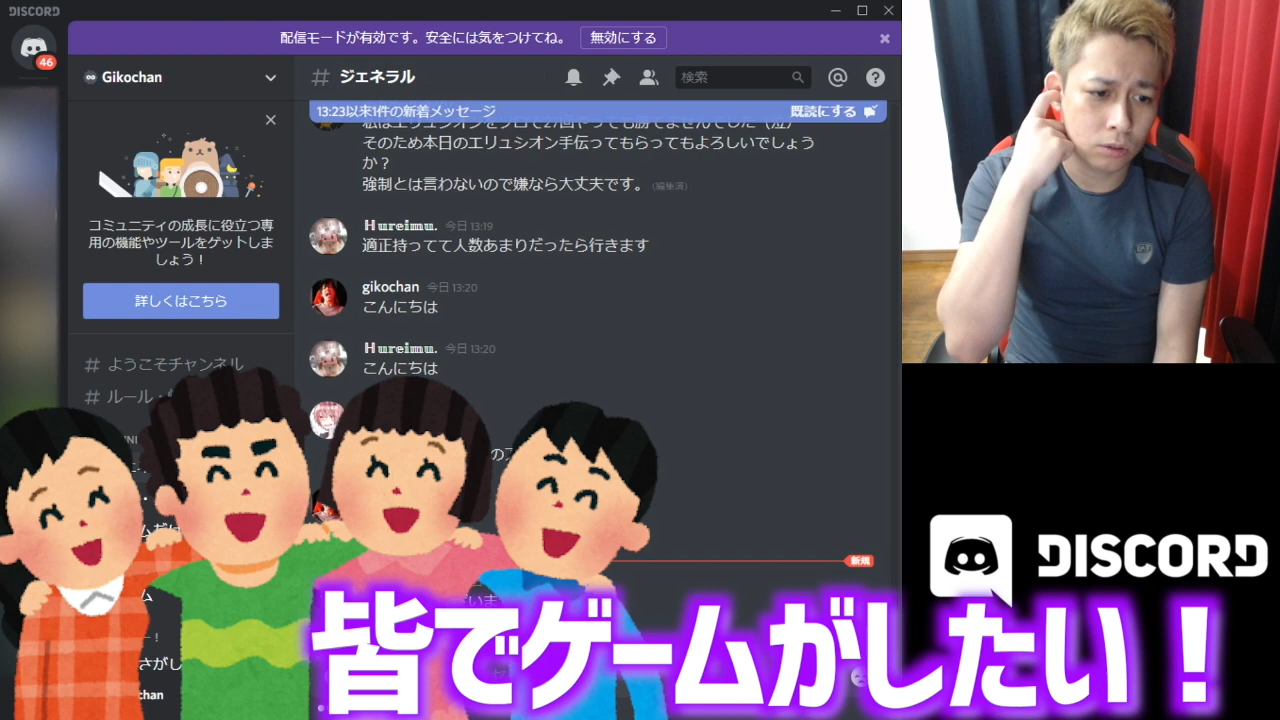 DISCORD
46
配信モードが有効です。安全には気をつけてね。 無効にする
Gikochan
# ジェネラル
検索
13:23以来1件の新着メッセージ 既読にする
そのため本日のエリュシオン手伝ってもらってもよろしいでしょう
か?
強制とは言わないので嫌なら大丈夫です。(編集済)
コミュニティの成長に役立つ専
用の機能やツールをゲットしま
しょう!
詳しくはこちら
Hureimu. 今日 13:19
適正持ってて人数あまりだったら行きます
gikochan 今日 13:20
こんにちは
Hureimu. 今日 13:20
こんにちは
# ようこそチャンネル
# ルール
新規
さがし
chan
DISCORD
皆でゲームがしたい!